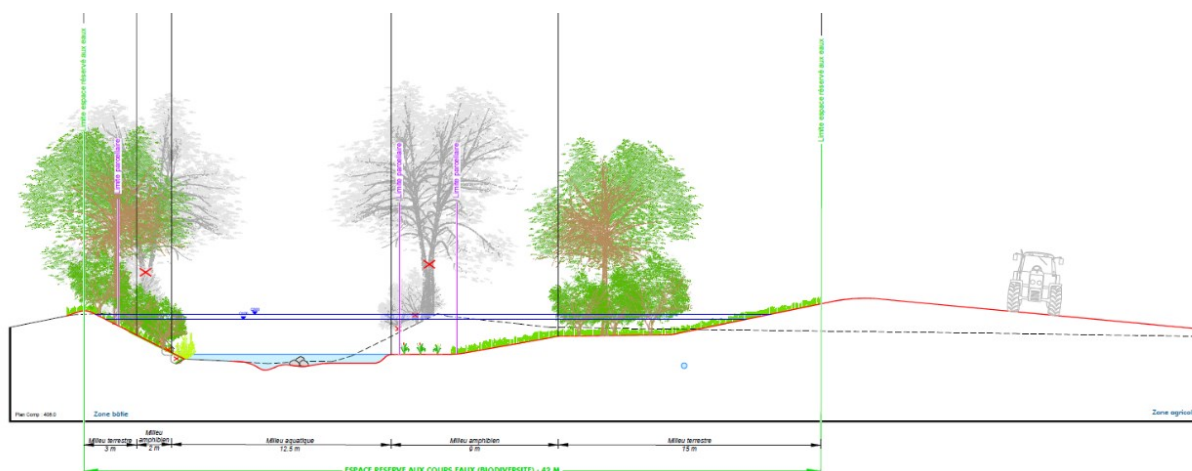 Limite espace réservé aux eaux
Limite parcellaire
Limite parcellaire
Limite parcellaire
Limite espace réservé aux eaux
Zone bâtie
Zone agricol
Milieu terrestre
3 m
Milieu
amphibien
2 m
Milieu aquatique
12.5 m
Milieu amphibien
9 m
Milieu terrestre
15 m
ESPACE RESERVE AUX COURS EAUX (BIODIVERSITE) - 42 M